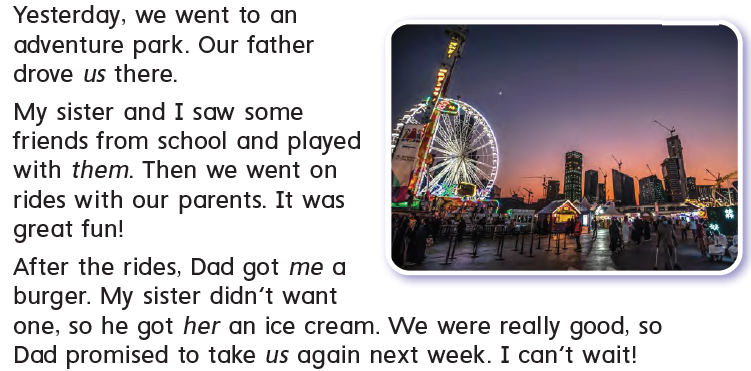 Yesterday, we went to an
adventure park. Our father
drove us there.
My sister and I saw some
friends from school and played
with them. Then we went on
rides with our parents. It was
great fun!
After the rides, Dad got me a
burger. My sister didn't want
one, so he got her an ice cream. We were really good, so
Dad promised to take us again next week. I can't wait!